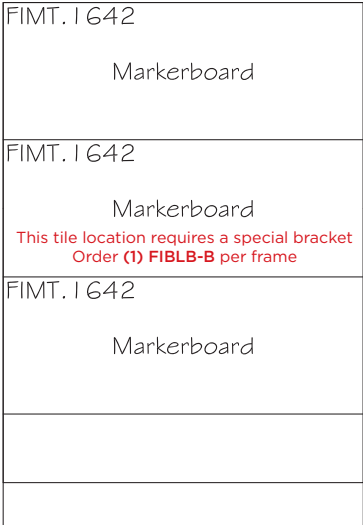 FIMT.1642
Markerboard
FIMT.1642
Markerboard
This tile location requires a special bracket
Order (1) FIBLB-B per frame
FIMT.1642
Markerboard